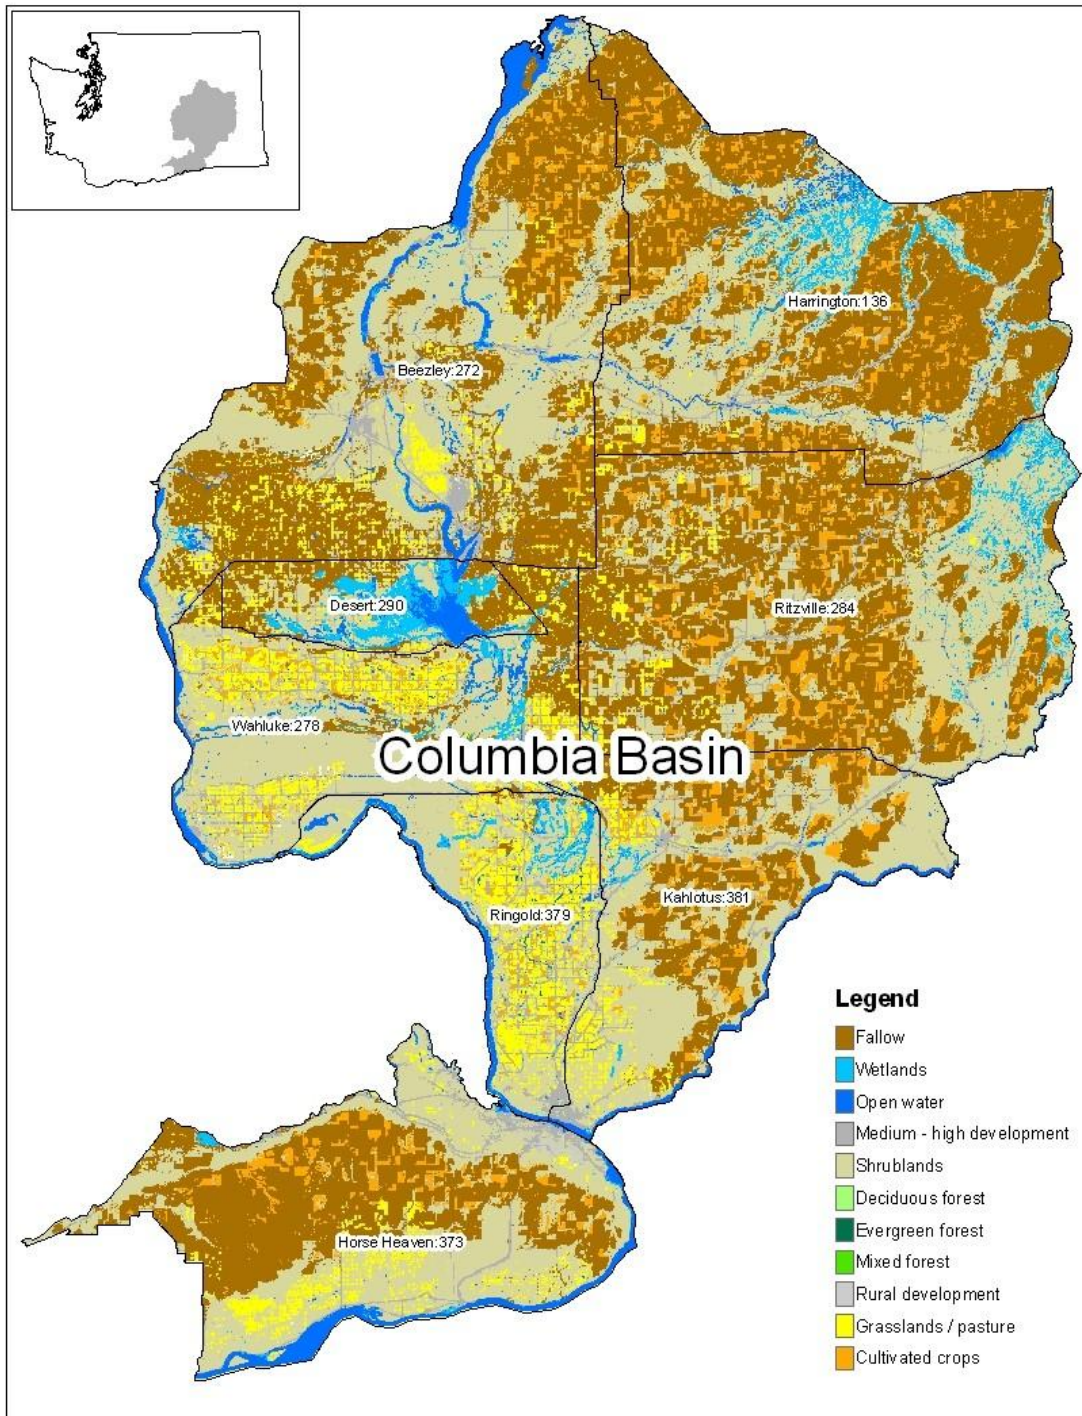 Harrington:136
Beezley:272
Desert:290
Ritzville:284
Wahluke:278
Columbia Basin
Kahlotus:381
Ringold:379
Horse Heaven:373
Legend
Fallow
Wetlands
Open water
Medium - high development
Shrublands
Deciduous forest
Evergreen forest
Mixed forest
Rural development
Grasslands / pasture
Cultivated crops